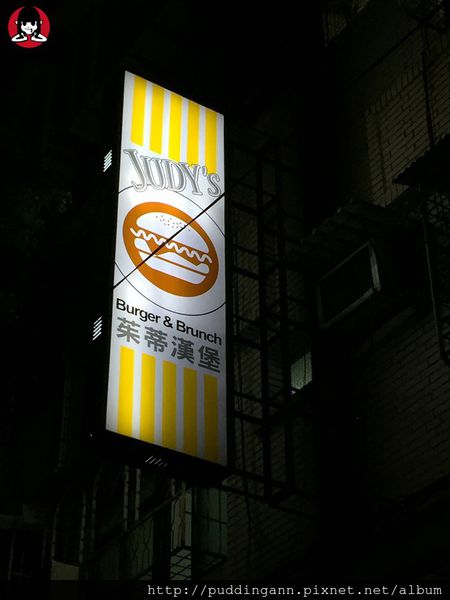 JUDY's
Burger & Brunch
茱蒂漢堡
http://puddingann.pixnet.net/album